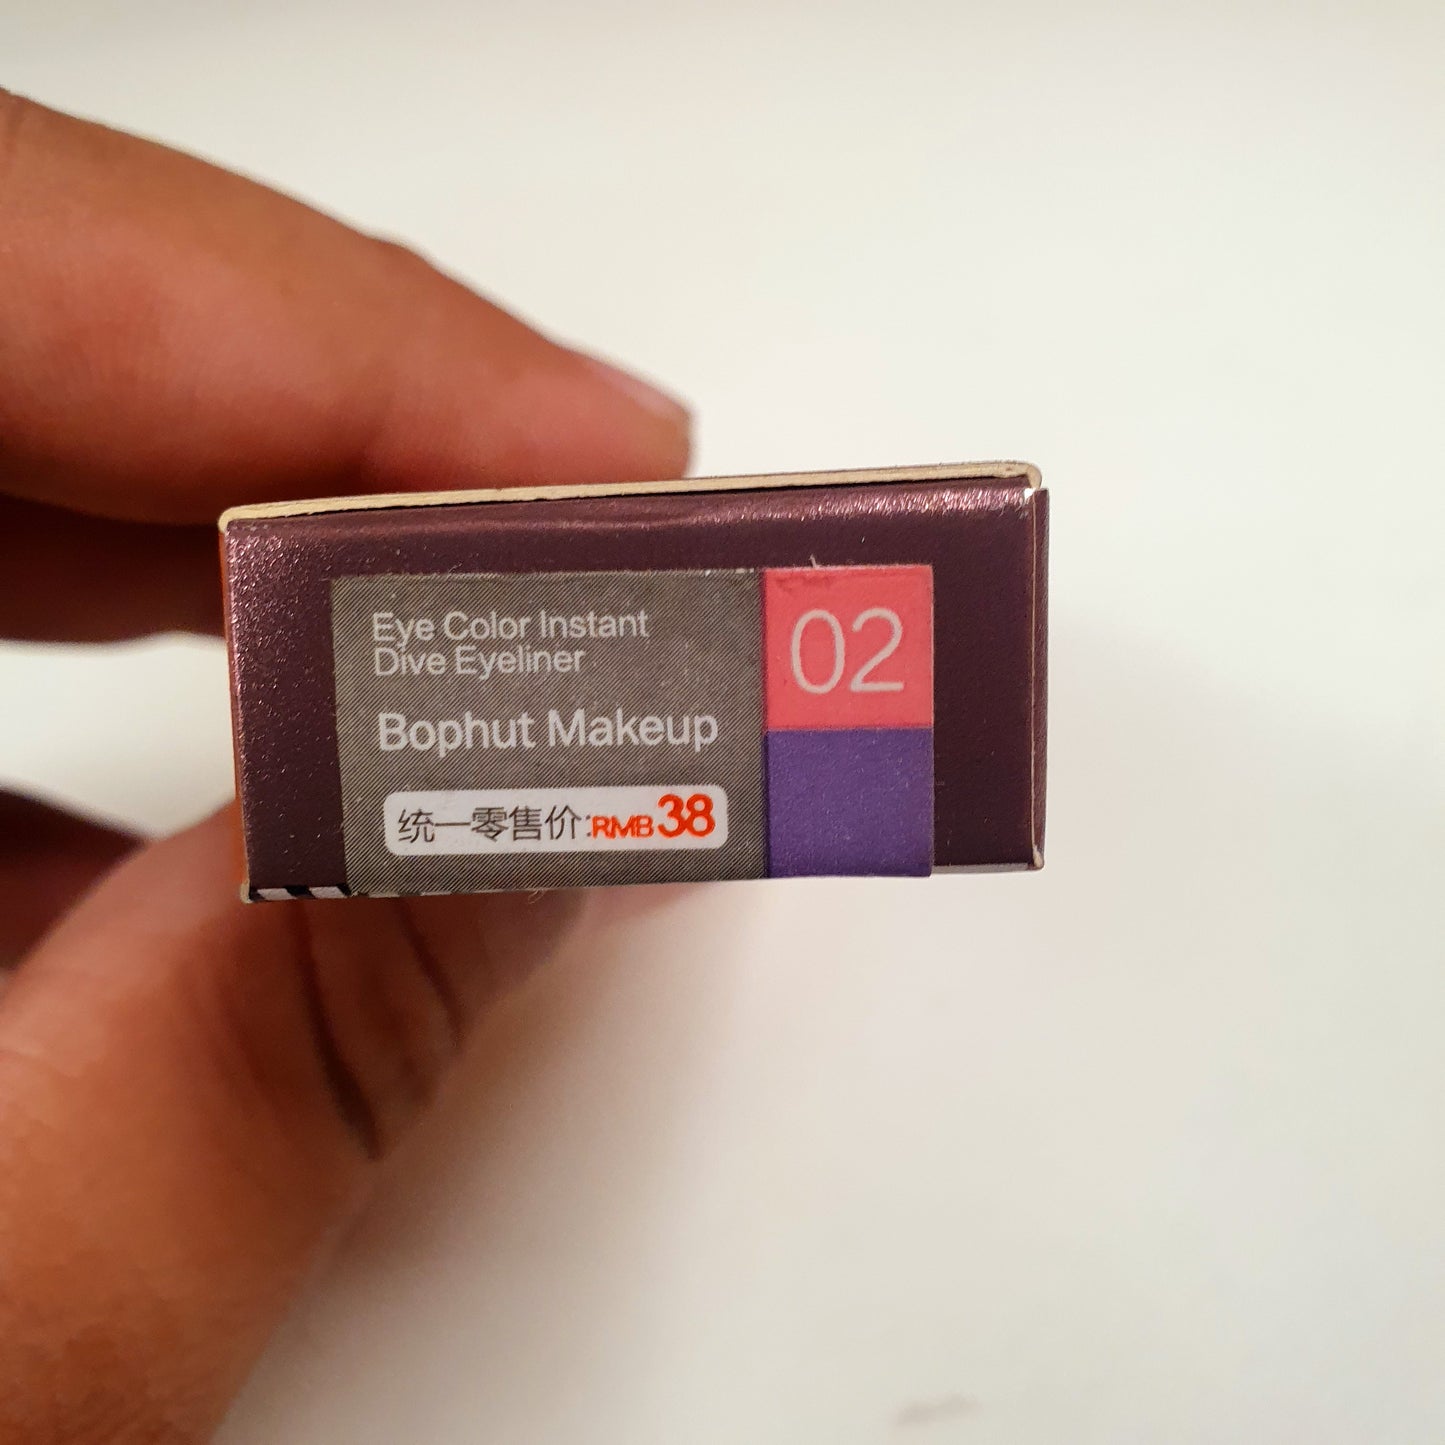 Eye Color Instant
Dive Eyeliner
02
Bophut Makeup
统一零售价:RMB38